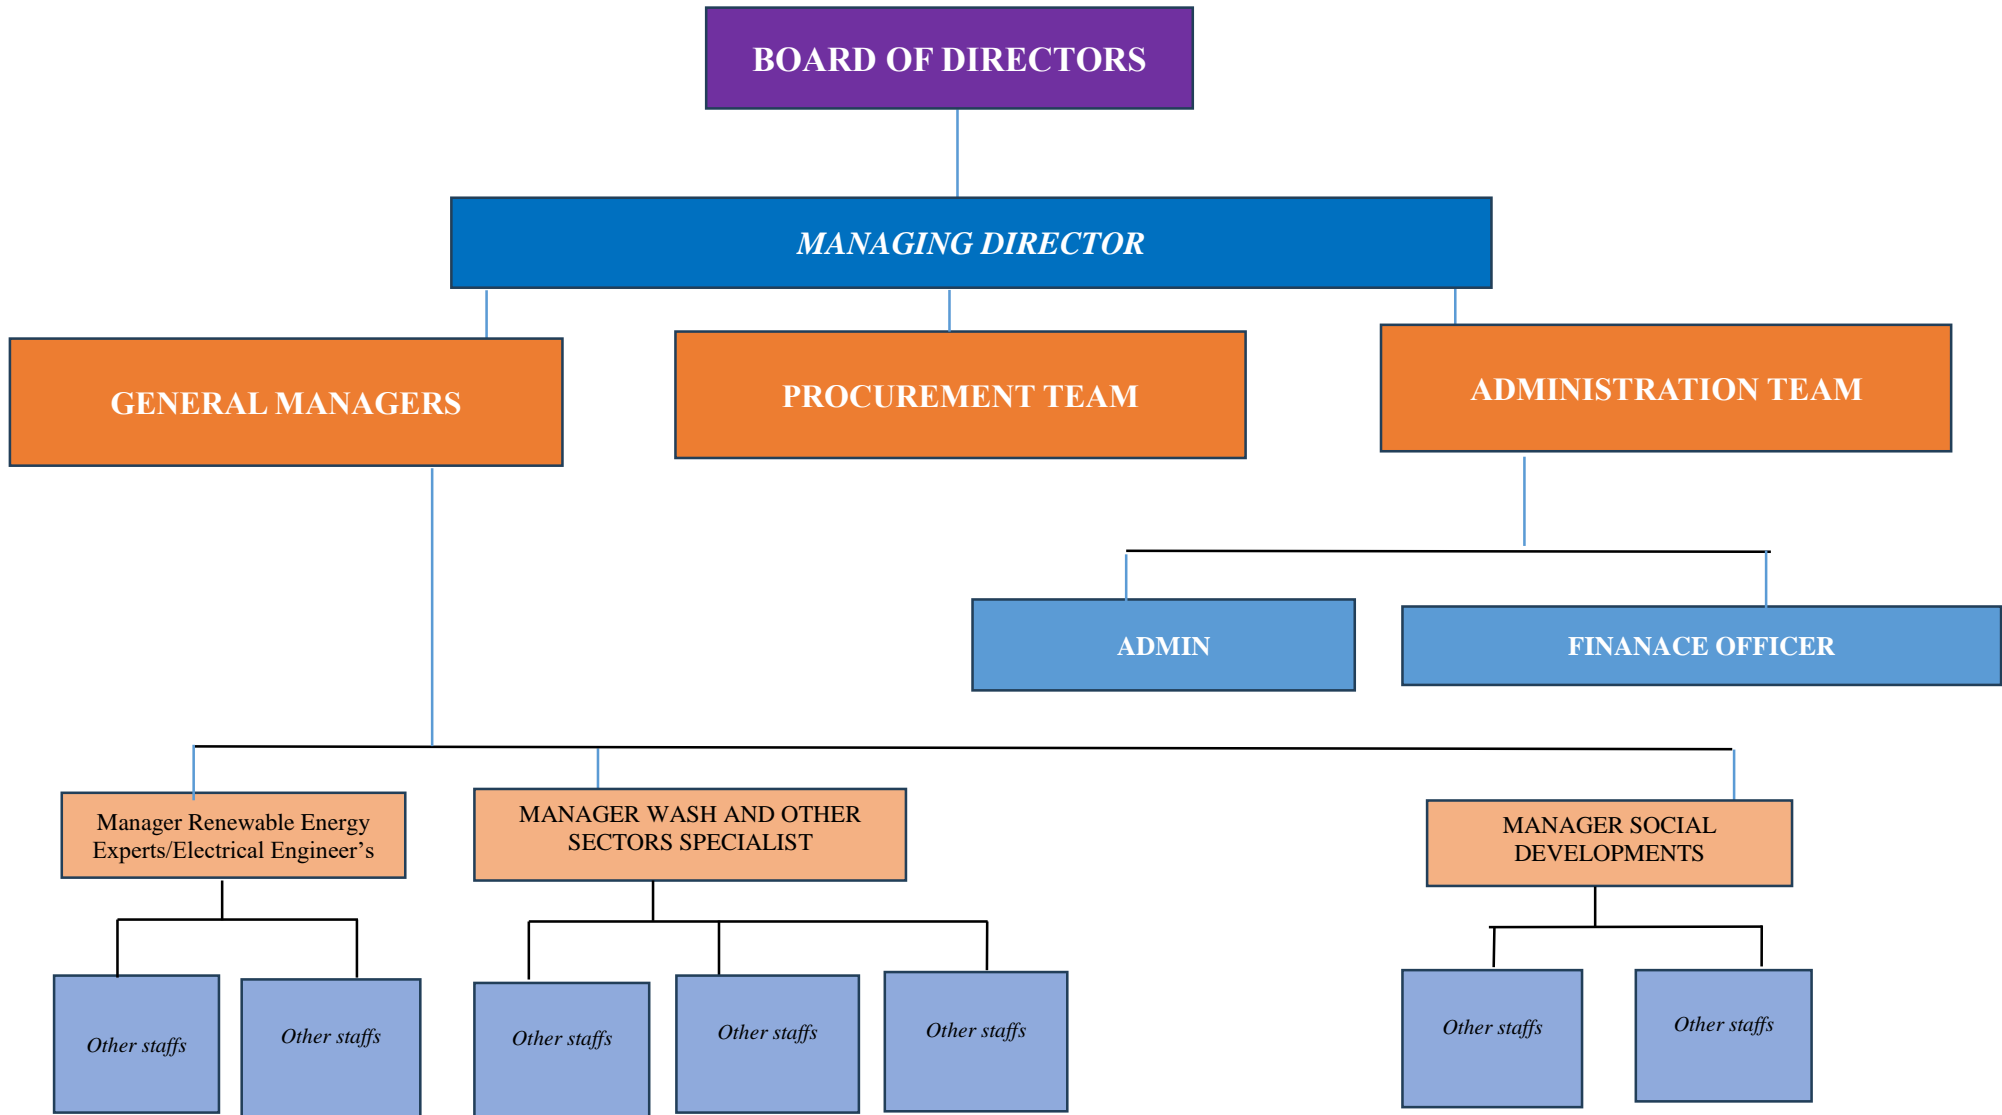 BOARD OF DIRECTORS
MANAGING DIRECTOR
GENERAL MANAGERS
PROCUREMENT TEAM
ADMINISTRATION TEAM
ADMIN
FINANACE OFFICER
Manager Renewable Energy
Experts/Electrical Engineer’s
MANAGER WASH AND OTHER
SECTORS SPECIALIST
MANAGER SOCIAL
DEVELOPMENTS
Other staffs
Other staffs
Other staffs
Other staffs
Other staffs
Other staffs
Other staffs